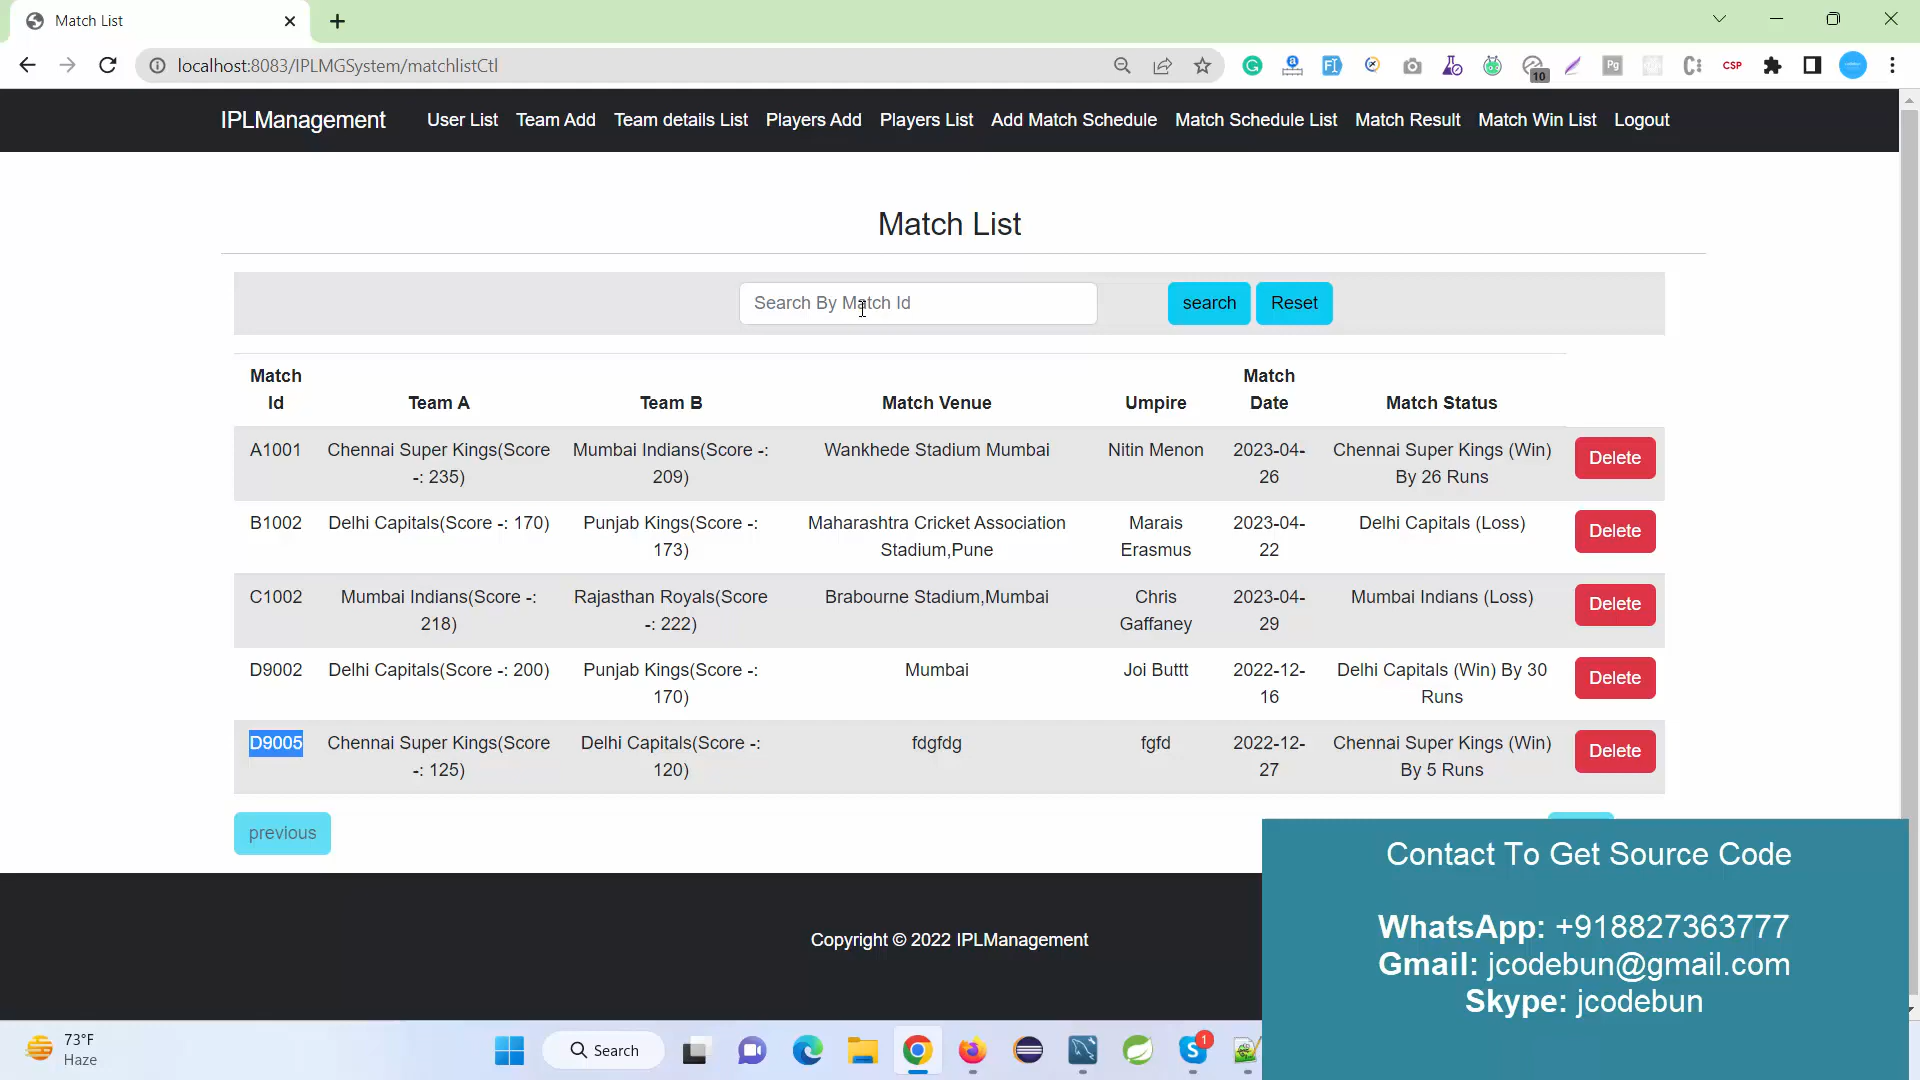 Match List
localhost:8083/IPLMGSystem/matchlistCtl
10
Pg
CSP
IPLManagement User List Team Add Team details List Players Add Players List Add Match Schedule Match Schedule List Match Result Match Win List Logout
Match List
Search By Match Id search Reset
Match Id Team A Team B Match Venue Umpire Match Date Match Status
A1001 Chennai Super Kings(Score -: 235) Mumbai Indians(Score -: 209) Wankhede Stadium Mumbai Nitin Menon 2023-04-26 Chennai Super Kings (Win) By 26 Runs Delete
B1002 Delhi Capitals(Score -: 170) Punjab Kings(Score -: 173) Maharashtra Cricket Association Stadium,Pune Marais Erasmus 2023-04-22 Delhi Capitals (Loss) Delete
C1002 Mumbai Indians(Score -: 218) Rajasthan Royals(Score -: 222) Brabourne Stadium,Mumbai Chris Gaffaney 2023-04-29 Mumbai Indians (Loss) Delete
D9002 Delhi Capitals(Score -: 200) Punjab Kings(Score -: 170) Mumbai Joi Buttt 2022-12-16 Delhi Capitals (Win) By 30 Runs Delete
D9005 Chennai Super Kings(Score -: 125) Delhi Capitals(Score -: 120) fdgfdg fgfd 2022-12-27 Chennai Super Kings (Win) By 5 Runs Delete
previous
Copyright © 2022 IPLManagement
Contact To Get Source Code
WhatsApp: +918827363777
Gmail: jcodebun@gmail.com
Skype: jcodebun
73°F
Haze
Search
1